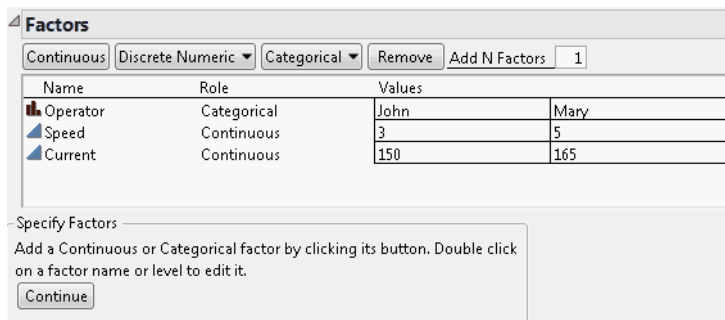 Factors
Continuous Discrete Numeric Categorical Remove Add N Factors 1
Name Role Values
Operator Categorical John Mary
Speed Continuous 3 5
Current Continuous 150 165
Specify Factors
Add a Continuous or Categorical factor by clicking its button. Double click
on a factor name or level to edit it.
Continue